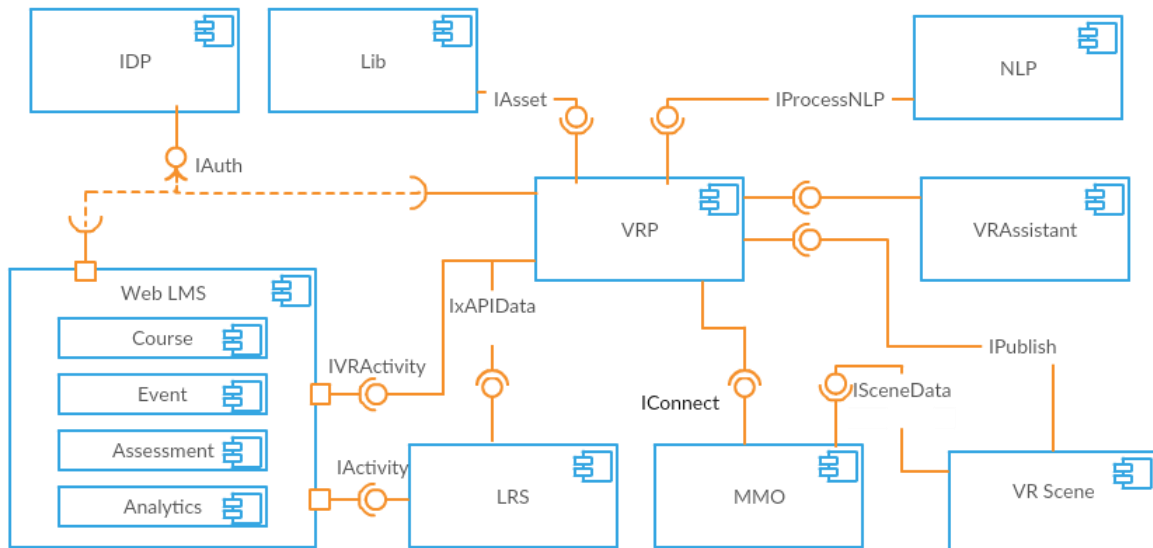 IDP
Lib
NLP
IAsset
IProcessNLP
IAuth
VRP
VRAssistant
Web LMS
IxAPIData
Course
IPublish
IVRActivity
Event
ISceneData
IConnect
Assessment
IActivity
Analytics
LRS
MMO
VR Scene